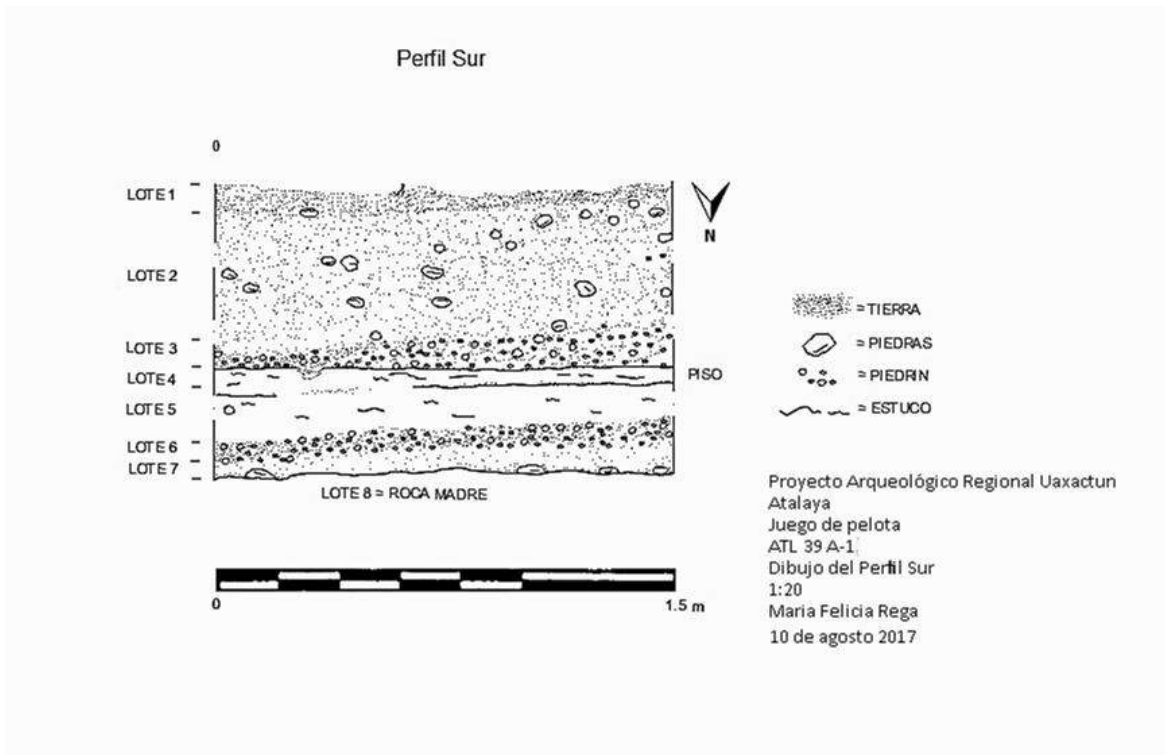 Perfil Sur
0
LOTE 1
LOTE 2
LOTE 3
LOTE 4
LOTE 5
LOTE 6
LOTE 7
N
PISO
LOTE 8 = ROCA MADRE
= TIERRA
= PIEDRAS
= PIEDRIN
= ESTUCO
0
1.5 m
Proyecto Arqueológico Regional Uaxactun
Atalaya
Juego de pelota
ATL 39 A-1
Dibujo del Perfil Sur
1:20
Maria Felicia Rega
10 de agosto 2017